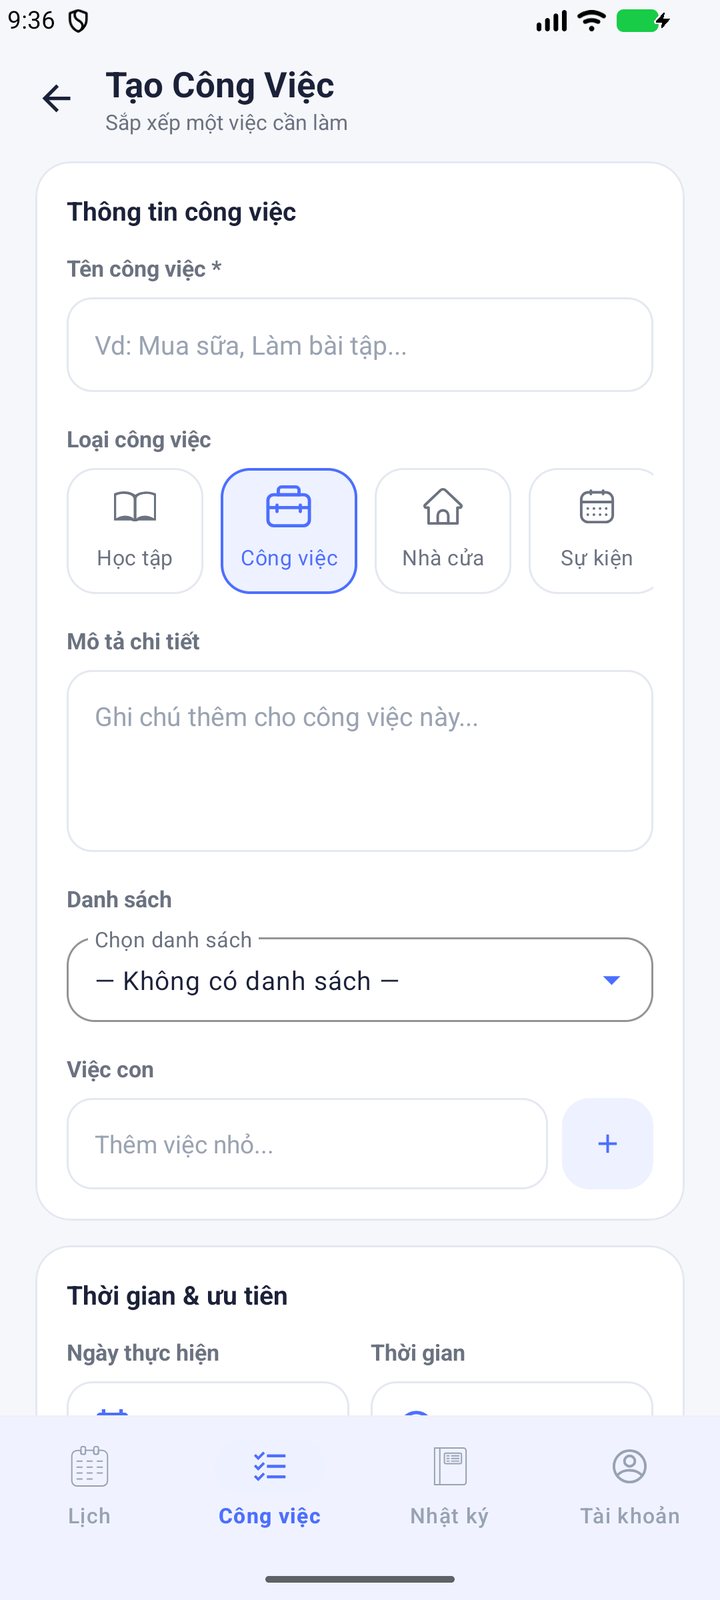 9:36
Tạo Công Việc
Sắp xếp một việc cần làm
Thông tin công việc
Tên công việc *
Vd: Mua sữa, Làm bài tập...
Loại công việc
Học tập
Công việc
Nhà cửa
Sự kiện
Mô tả chi tiết
Ghi chú thêm cho công việc này...
Danh sách
Chọn danh sách
— Không có danh sách —
Việc con
Thêm việc nhỏ...
+
Thời gian & ưu tiên
Ngày thực hiện
Thời gian
Lịch
Công việc
Nhật ký
Tài khoản